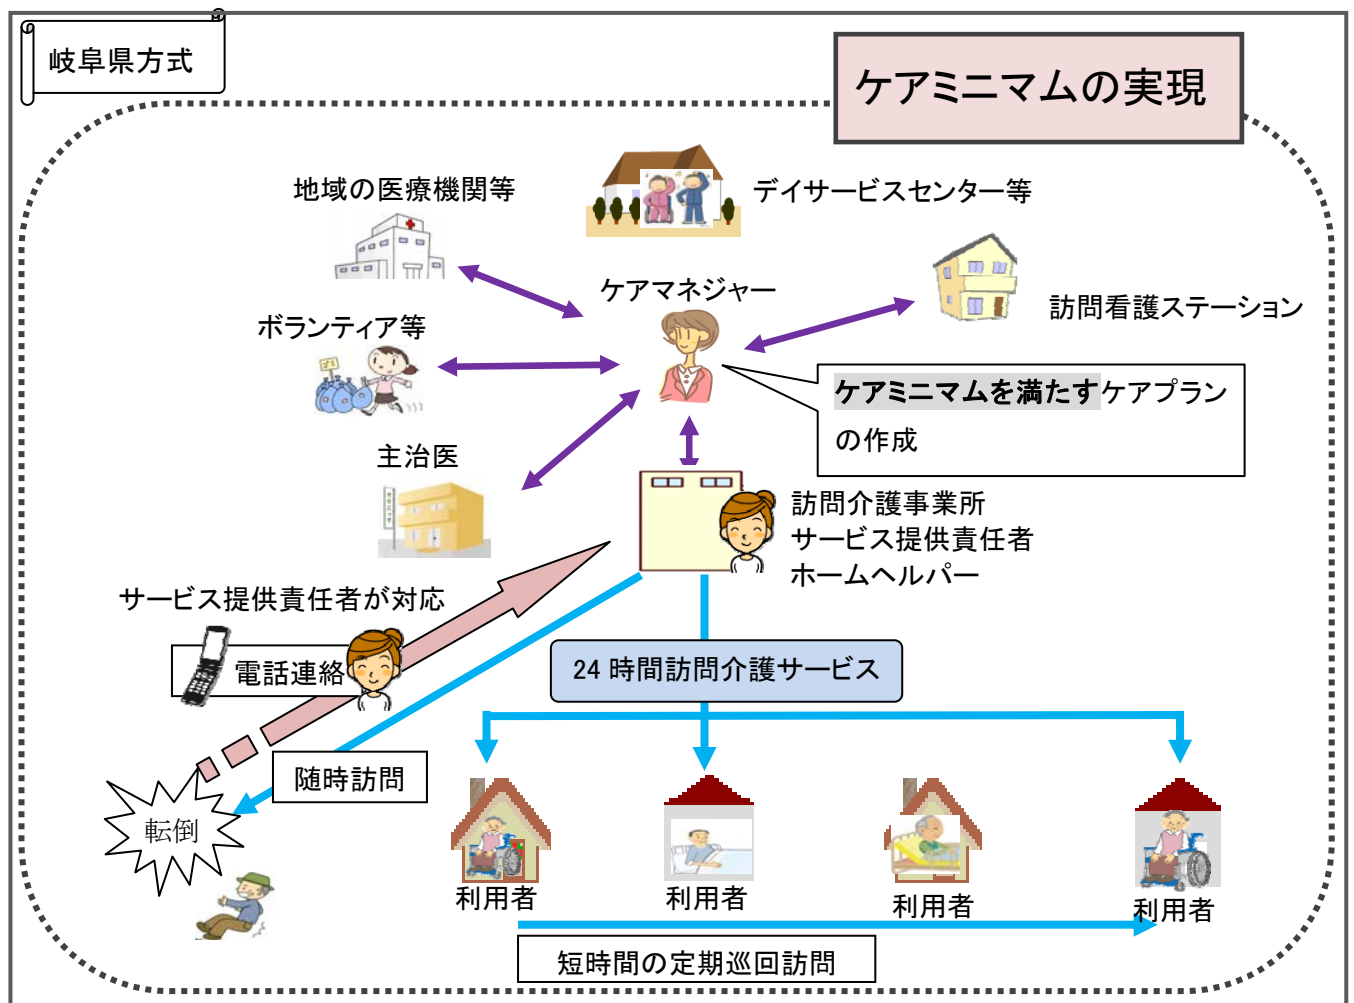 岐阜県方式
ケアミニマムの実現
地域の医療機関等
デイサービスセンター等
ケアマネジャー
訪問看護ステーション
ボランティア等
ケアミニマムを満たすケアプラン
の作成
主治医
訪問介護事業所
サービス提供責任者
ホームヘルパー
サービス提供責任者が対応
電話連絡
24 時間訪問介護サービス
随時訪問
転倒
利用者
利用者
利用者
利用者
短時間の定期巡回訪問